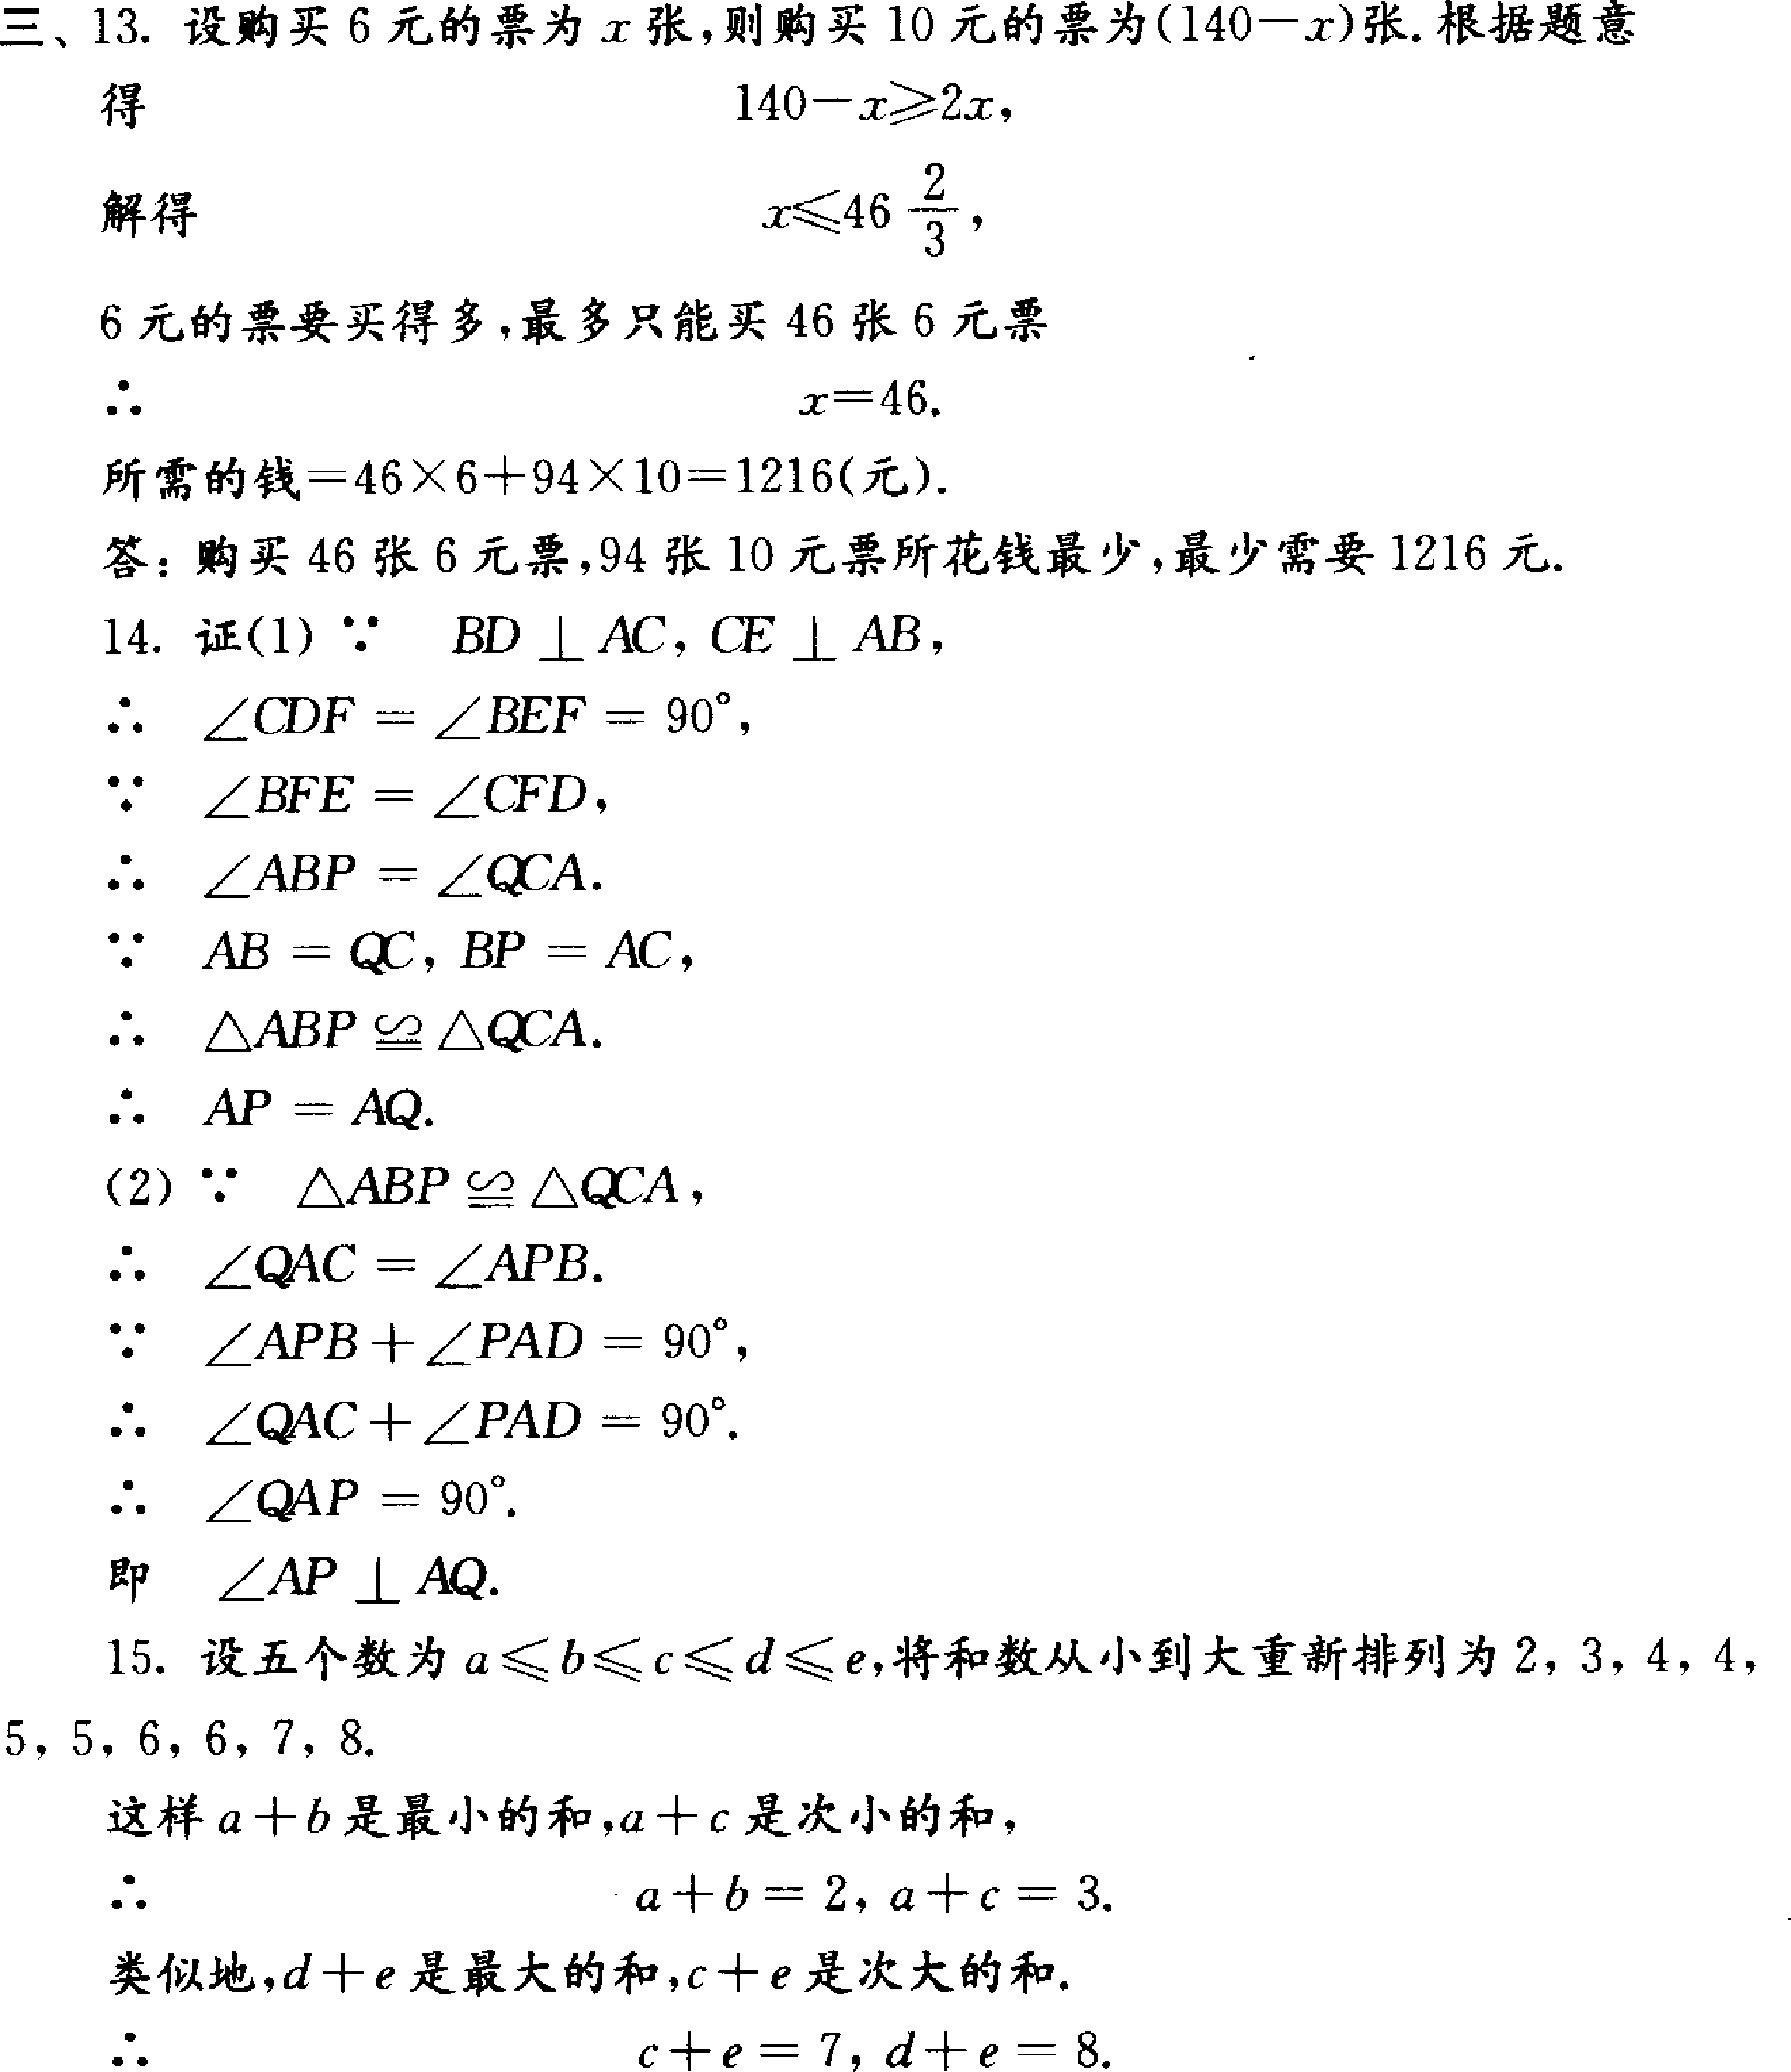 三、13. 设购买 6 元的票为 x 张,则购买 10 元的票为(140－x)张. 根据题意
得 140－x≥2x,
解得 x≤46 2/3,
6 元的票要买得多,最多只能买 46 张 6 元票
∴ x＝46.
所需的钱＝46×6＋94×10＝1216(元).
答: 购买 46 张 6 元票,94 张 10 元票所花钱最少,最少需要 1216 元.
14. 证(1) ∵ BD ⊥ AC, CE ⊥ AB,
∴ ∠CDF = ∠BEF = 90°,
∵ ∠BFE = ∠CFD,
∴ ∠ABP = ∠QCA.
∵ AB = QC, BP = AC,
∴ △ABP ≌ △QCA.
∴ AP = AQ.
(2) ∵ △ABP ≌ △QCA,
∴ ∠QAC = ∠APB.
∵ ∠APB＋∠PAD = 90°,
∴ ∠QAC＋∠PAD = 90°.
∴ ∠QAP = 90°.
即 ∠AP ⊥ AQ.
15. 设五个数为 a≤b≤c≤d≤e,将和数从小到大重新排列为 2, 3, 4, 4,
5, 5, 6, 6, 7, 8.
这样 a＋b 是最小的和,a＋c 是次小的和,
∴ a＋b＝2, a＋c＝3.
类似地,d＋e 是最大的和,c＋e 是次大的和.
∴ c＋e＝7, d＋e＝8.